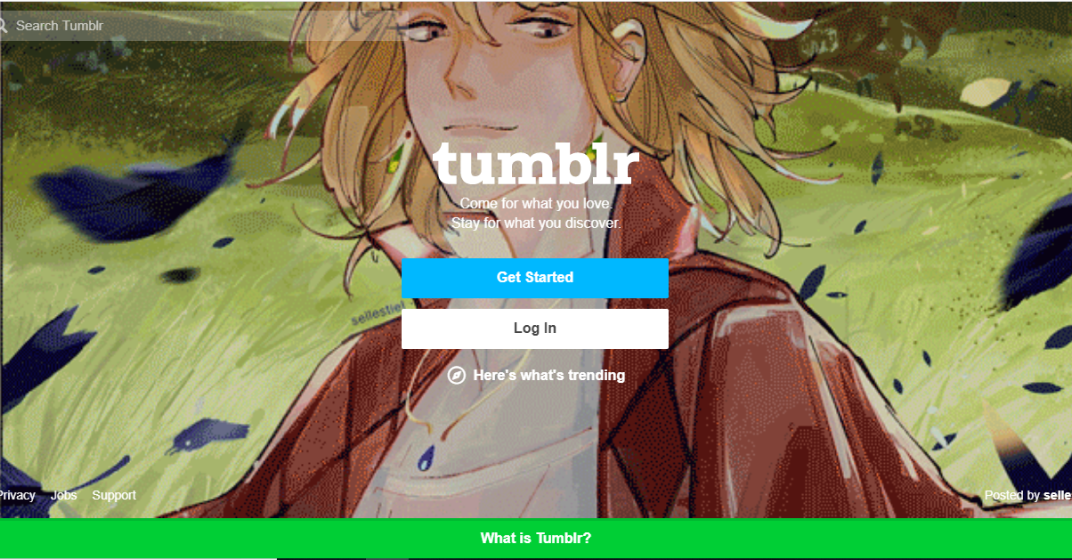 Search Tumblr
tumblr
Come for what you love.
Stay for what you discover.
Get Started
sellestiel
Log In
Here's what's trending
Privacy Jobs Support
Posted by selle
What is Tumblr?